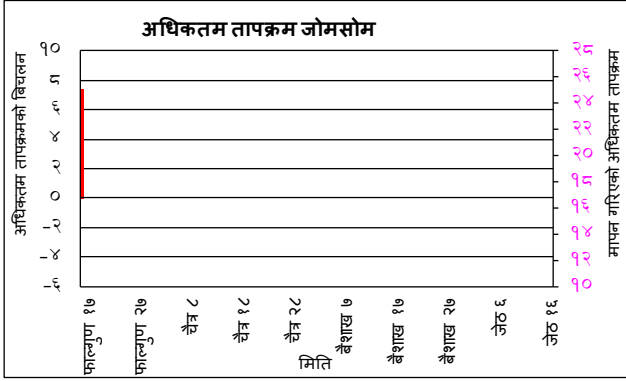 अधिकतम तापक्रम जोमसोम
अधिकतम तापक्रमको बिचलन
१०
८
६
४
२
०
-२
-४
-६
२८
२६
२४
२२
२०
१८
१६
१४
१२
१०
मापन गरिएको अधिकतम तापक्रम
फाल्गुण १७
फाल्गुण २७
चैत्र ८
चैत्र १८
चैत्र २८
बैशाख ७
बैशाख १७
बैशाख २७
जेठ ६
जेठ १६
मिति